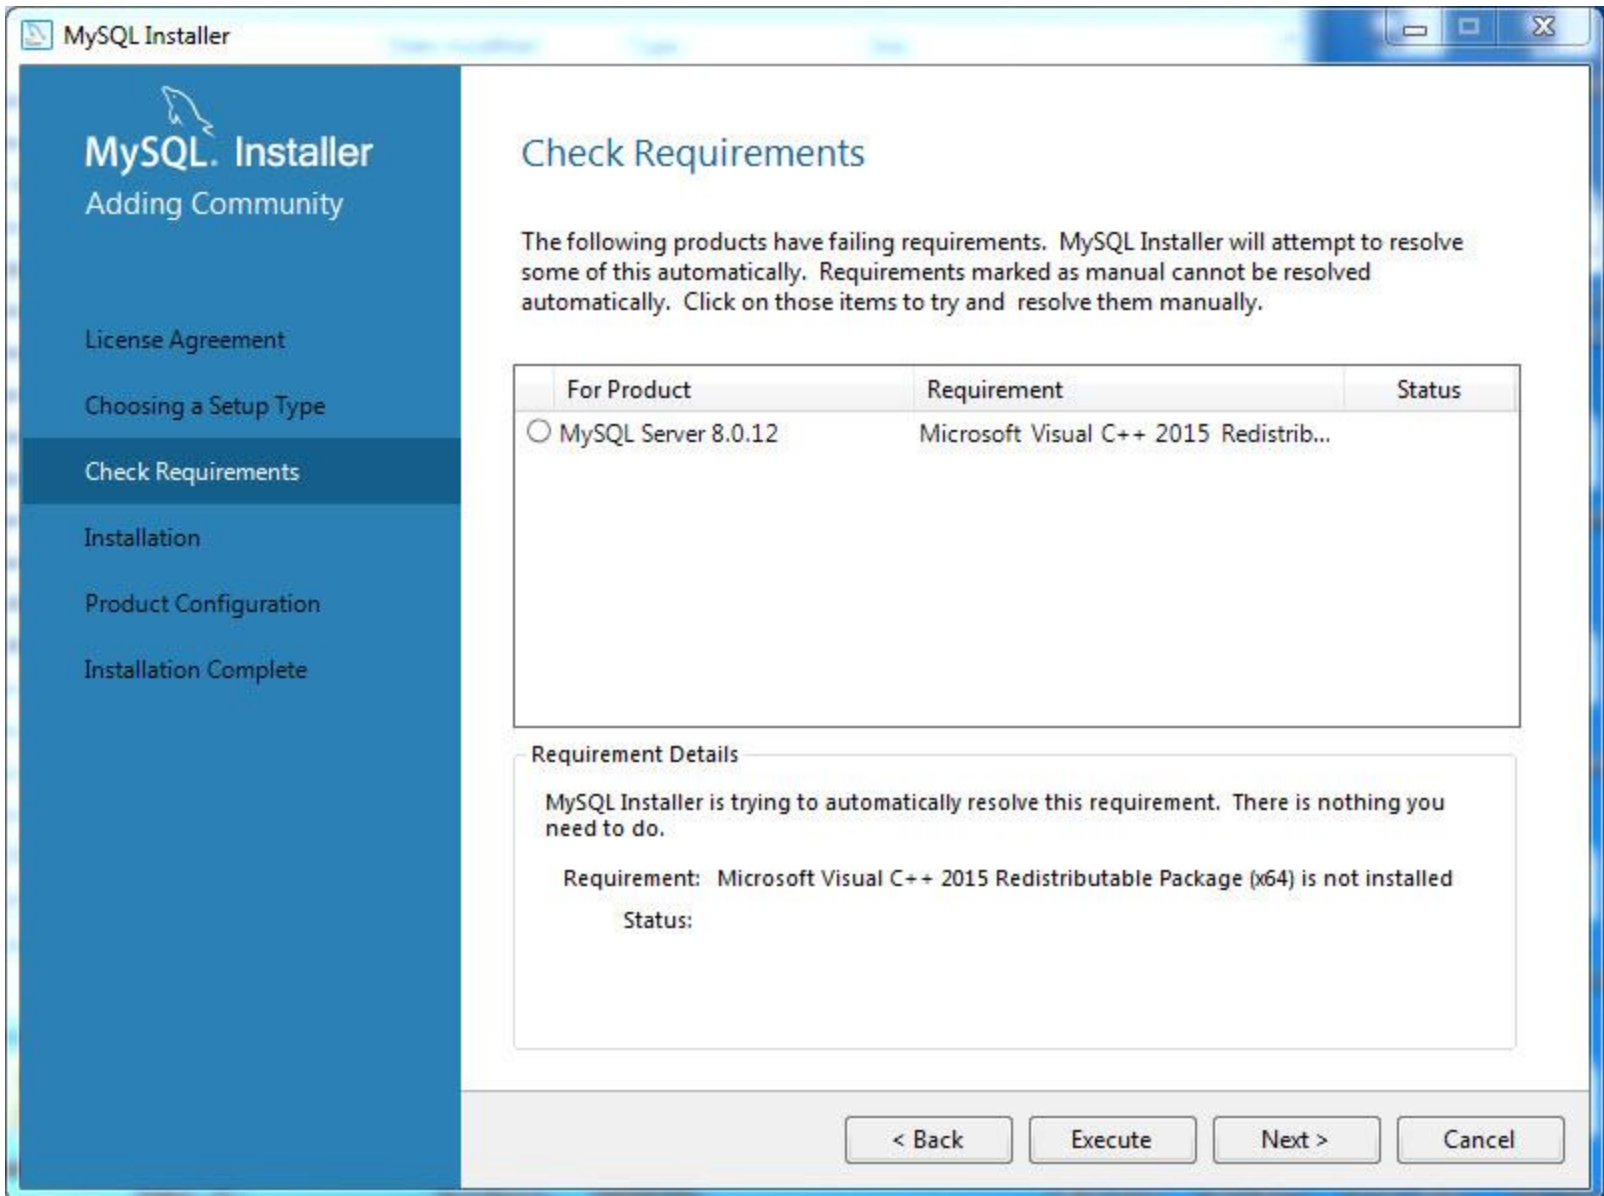 MySQL Installer
MySQL. Installer
Adding Community
License Agreement
Choosing a Setup Type
Check Requirements
Installation
Product Configuration
Installation Complete
Check Requirements
The following products have failing requirements.  MySQL Installer will attempt to resolve
some of this automatically.  Requirements marked as manual cannot be resolved
automatically.  Click on those items to try and  resolve them manually.
For Product Requirement Status
MySQL Server 8.0.12 Microsoft Visual C++ 2015 Redistrib...
Requirement Details
MySQL Installer is trying to automatically resolve this requirement.  There is nothing you
need to do.
Requirement: Microsoft Visual C++ 2015 Redistributable Package (x64) is not installed
Status:
< Back Execute Next > Cancel